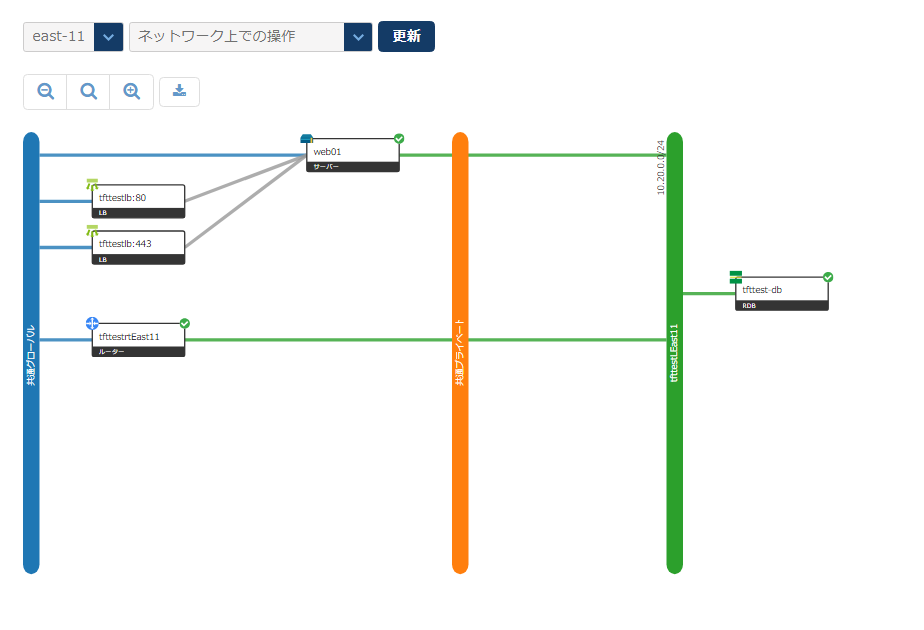 east-11
ネットワーク上での操作
更新
web01
サーバー
tfttestlb:80
LB
tfttestlb:443
LB
tfttestrtEast11
ルーター
tfttest-db
RDB
共通グローバル
共通プライベート
10.20.0.0/24
tfttestLEast11